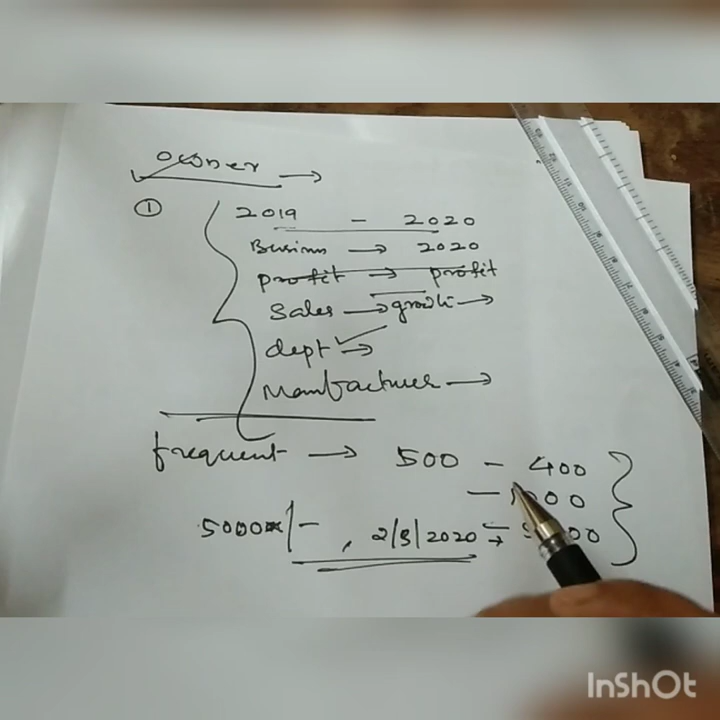 owner →
① 2019 - 2020
Business → 2020
profit → profit
Sales → growth →
dept →
Manufacturer →
frequent → 500 - 400
-
5000/- , 2/3/2020 →
InShOt